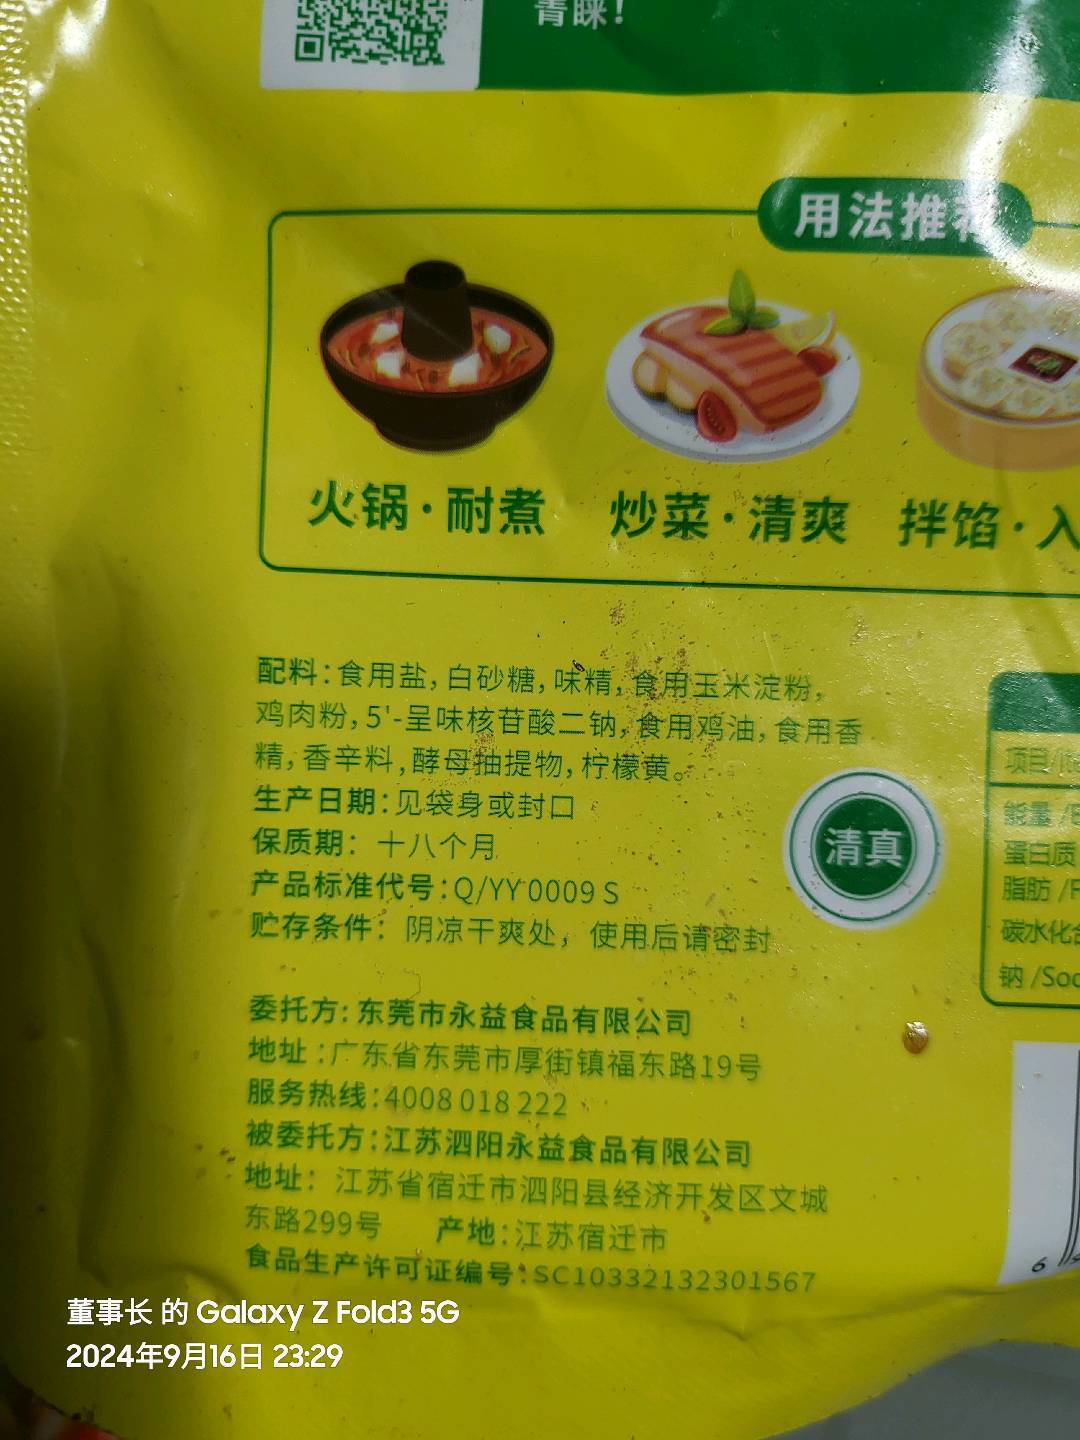 青睐！
用法推荐
火锅·耐煮
炒菜·清爽
拌馅·入
配料：食用盐，白砂糖，味精，食用玉米淀粉，
鸡肉粉，5'-呈味核苷酸二钠，食用鸡油，食用香
精，香辛料，酵母抽提物，柠檬黄。
生产日期：见袋身或封口
保质期：十八个月
产品标准代号：Q/YY 0009 S
贮存条件：阴凉干爽处，使用后请密封
清真
项目
能量 /E
蛋白质
脂肪 /F
碳水化合
钠 /Soc
委托方：东莞市永益食品有限公司
地址：广东省东莞市厚街镇福东路19号
服务热线：4008 018 222
被委托方：江苏泗阳永益食品有限公司
地址：江苏省宿迁市泗阳县经济开发区文城
东路299号 产地：江苏宿迁市
食品生产许可证编号：SC10332132301567
6
董事长 的 Galaxy Z Fold3 5G
2024年9月16日 23:29